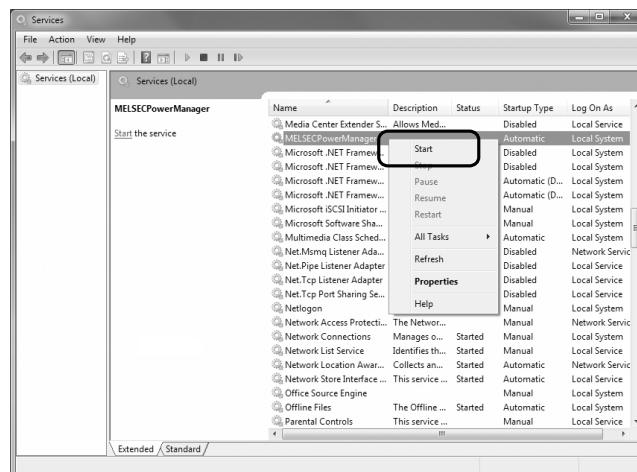 Services
File Action View Help
Services (Local)
Services (Local)
MELSECPowerManager
Start the service
Name Description Status Startup Type Log On As
Media Center Extender S... Allows Med... Disabled Local Service
MELSECPowerManager Automatic Local System
Microsoft .NET Framew... Disabled Local System
Microsoft .NET Framew... Disabled Local System
Microsoft .NET Framew... Automatic (D... Local System
Microsoft .NET Framew... Automatic (D... Local System
Microsoft iSCSI Initiator ... Manual Local System
Microsoft Software Sha... Manual Local System
Multimedia Class Sched... Automatic Local System
Net.Msmq Listener Ada... Disabled Network Servic
Net.Pipe Listener Adapter Disabled Local Service
Net.Tcp Listener Adapter Disabled Local Service
Net.Tcp Port Sharing Se... Disabled Local Service
Netlogon Manual Local System
Network Access Protecti... The Networ... Manual Network Servic
Network Connections Manages o... Started Manual Local System
Network List Service Identifies th... Started Manual Local Service
Network Location Awar... Collects an... Started Automatic Network Servic
Network Store Interface ... This service ... Started Automatic Local Service
Office Source Engine Manual Local System
Offline Files The Offline ... Started Automatic Local System
Parental Controls This service ... Manual Local Service
Start
Stop
Pause
Resume
Restart
All Tasks
Refresh
Properties
Help
Extended Standard